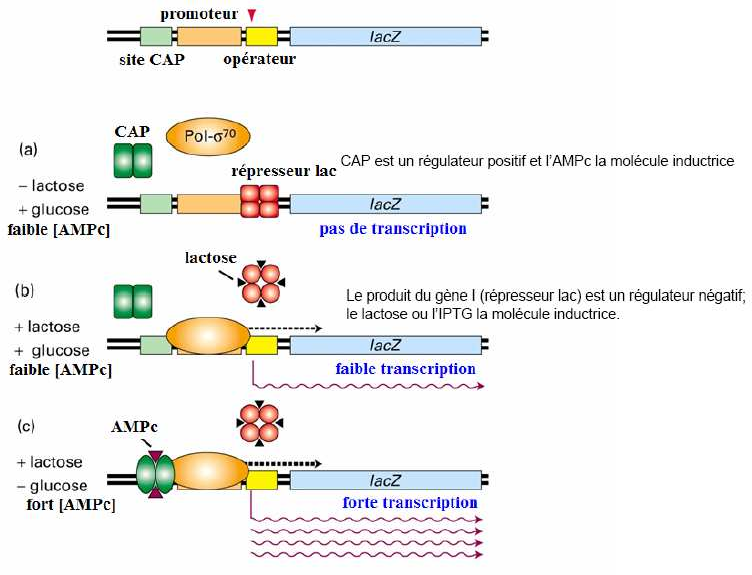 promoteur
lacZ
site CAP
opérateur
(a)
CAP
Pol-σ70
répresseur lac
CAP est un régulateur positif et l'AMPc la molécule inductrice
– lactose
+ glucose
faible [AMPc]
lacZ
pas de transcription
(b)
lactose
Le produit du gène I (répresseur lac) est un régulateur négatif;
le lactose ou l'IPTG la molécule inductrice.
+ lactose
+ glucose
faible [AMPc]
lacZ
faible transcription
(c)
AMPc
+ lactose
– glucose
fort [AMPc]
lacZ
forte transcription